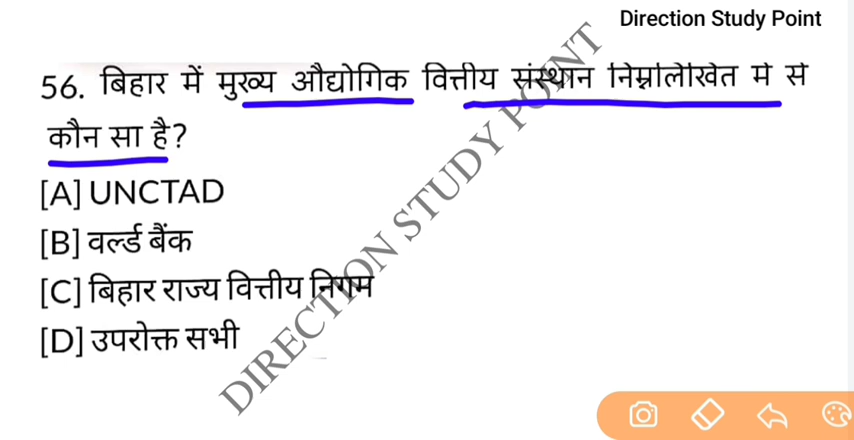 Direction Study Point
56. बिहार में मुख्य औद्योगिक वित्तीय संस्थान निम्नलिखित में से
कौन सा है?
[A] UNCTAD
[B] वर्ल्ड बैंक
[C] बिहार राज्य वित्तीय निगम
[D] उपरोक्त सभी
DIRECTION STUDY POINT